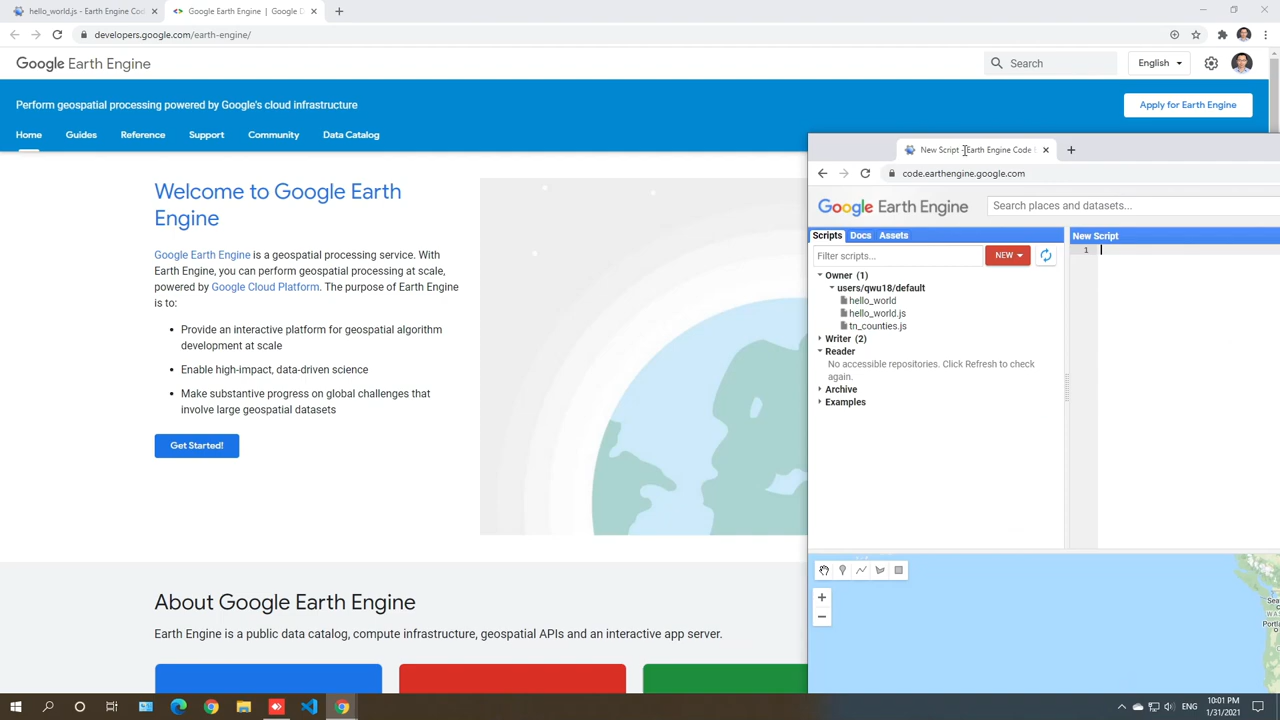 hello_world.js - Earth Engine Co
Google Earth Engine | Google D
developers.google.com/earth-engine/
Google Earth Engine
Search
English
Perform geospatial processing powered by Google's cloud infrastructure
Apply for Earth Engine
Home
Guides
Reference
Support
Community
Data Catalog
Welcome to Google Earth
Engine
Google Earth Engine is a geospatial processing service. With
Earth Engine, you can perform geospatial processing at scale,
powered by Google Cloud Platform. The purpose of Earth Engine
is to:
• Provide an interactive platform for geospatial algorithm
development at scale
• Enable high-impact, data-driven science
• Make substantive progress on global challenges that
involve large geospatial datasets
Get Started!
About Google Earth Engine
Earth Engine is a public data catalog, compute infrastructure, geospatial APIs and an interactive app server.
New Script - Earth Engine Code
code.earthengine.google.com
Google Earth Engine
Search places and datasets...
Scripts
Docs
Assets
Filter scripts...
NEW
Owner (1)
users/qwu18/default
hello_world
hello_world.js
tn_counties.js
Writer (2)
Reader
No accessible repositories. Click Refresh to check
again.
Archive
Examples
New Script
1
Sea
Portl
ENG
10:01 PM
1/31/2021